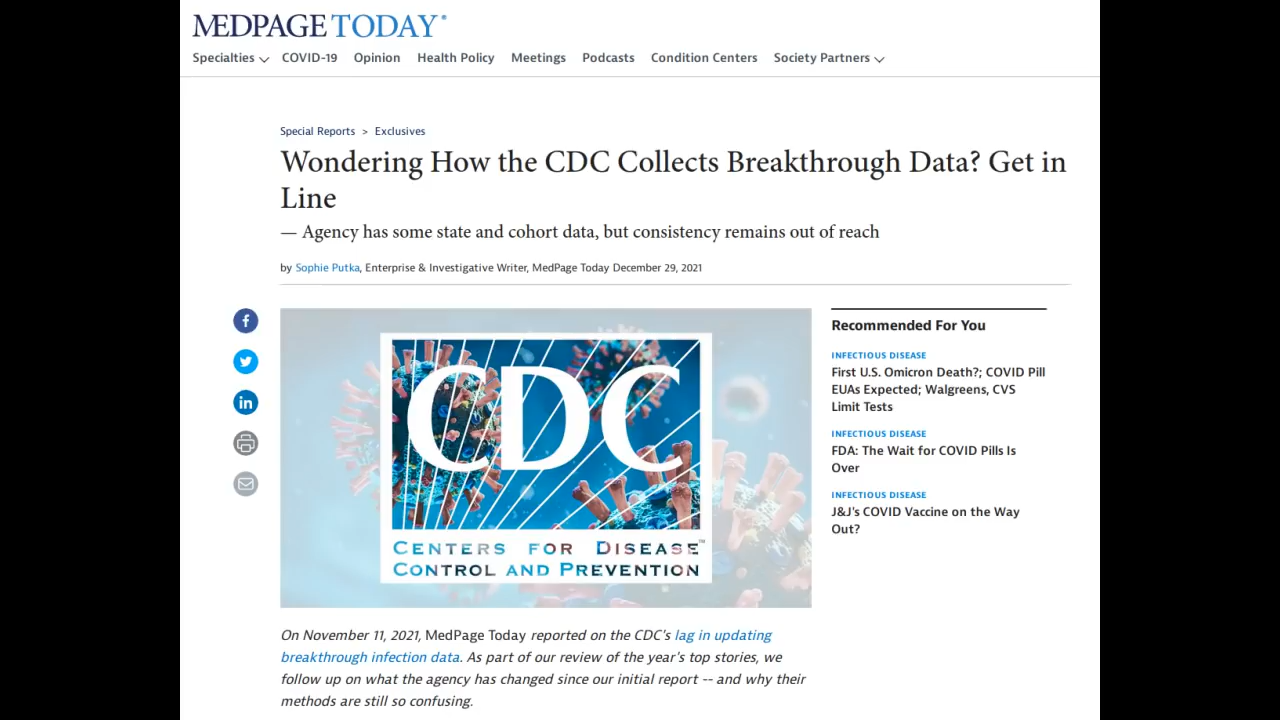 MEDPAGE TODAY®
Specialties COVID-19 Opinion Health Policy Meetings Podcasts Condition Centers Society Partners
Special Reports > Exclusives
Wondering How the CDC Collects Breakthrough Data? Get in
Line
— Agency has some state and cohort data, but consistency remains out of reach
by Sophie Putka, Enterprise & Investigative Writer, MedPage Today December 29, 2021
CDC
CENTERS FOR DISEASE™
CONTROL AND PREVENTION
On November 11, 2021, MedPage Today reported on the CDC's lag in updating
breakthrough infection data. As part of our review of the year's top stories, we
follow up on what the agency has changed since our initial report -- and why their
methods are still so confusing.
Recommended For You
INFECTIOUS DISEASE
First U.S. Omicron Death?; COVID Pill
EUAs Expected; Walgreens, CVS
Limit Tests
INFECTIOUS DISEASE
FDA: The Wait for COVID Pills Is
Over
INFECTIOUS DISEASE
J&J's COVID Vaccine on the Way
Out?